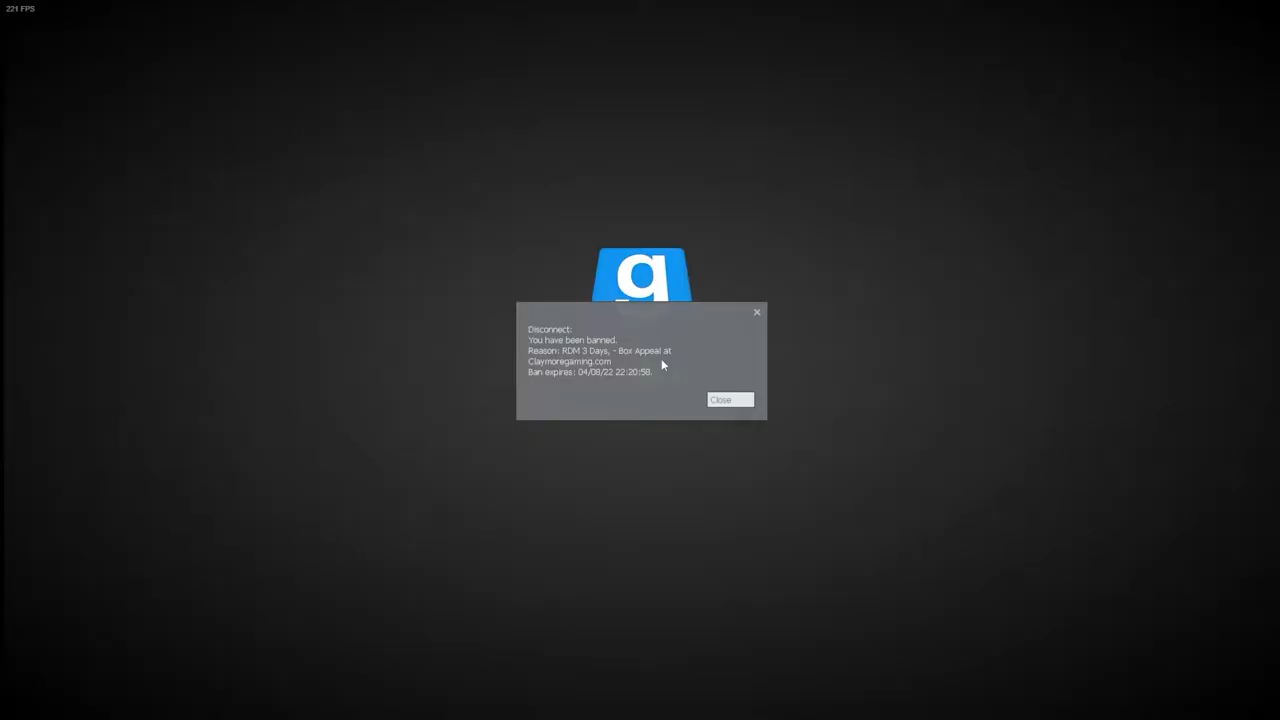 221 FPS
g
Disconnect:
You have been banned.
Reason: RDM 3 Days, - Box Appeal at
Claymoregaming.com
Ban expires: 04/08/22 22:20:58.
Close